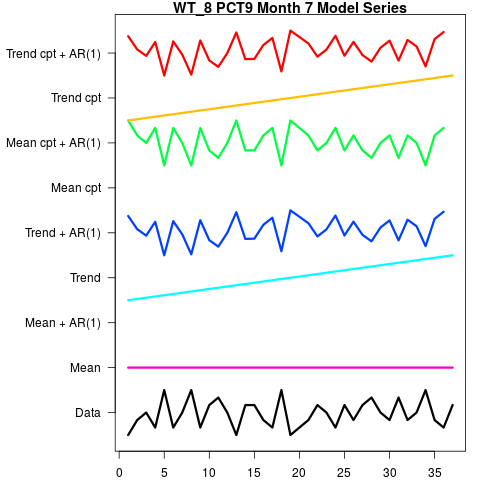 WT_8 PCT9 Month 7 Model Series
Trend cpt + AR(1)
Trend cpt
Mean cpt + AR(1)
Mean cpt
Trend + AR(1)
Trend
Mean + AR(1)
Mean
Data
0 5 10 15 20 25 30 35